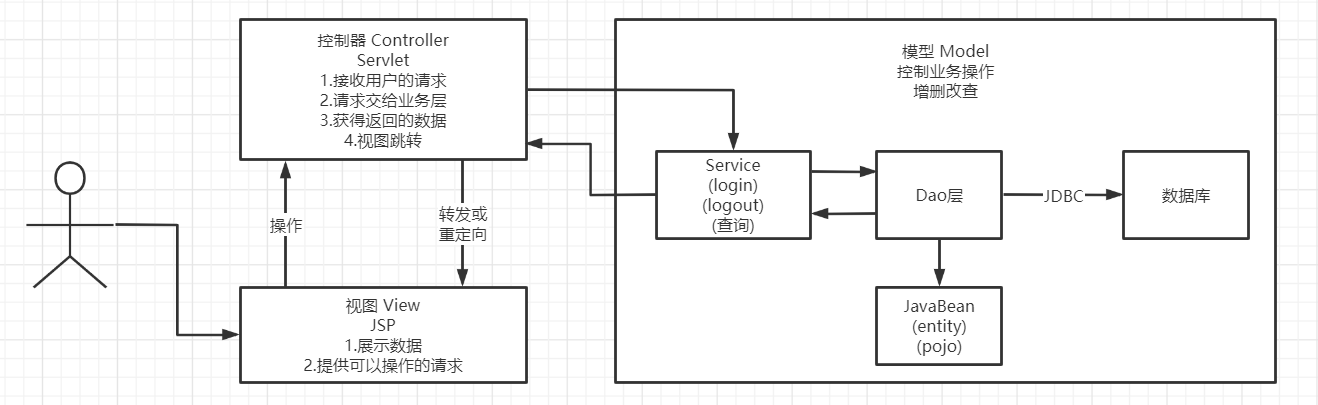 控制器 Controller
Servlet
1.接收用户的请求
2.请求交给业务层
3.获得返回的数据
4.视图跳转
操作
转发或
重定向
视图 View
JSP
1.展示数据
2.提供可以操作的请求
模型 Model
控制业务操作
增删改查
Service
(login)
(logout)
(查询)
Dao层
JDBC
数据库
JavaBean
(entity)
(pojo)